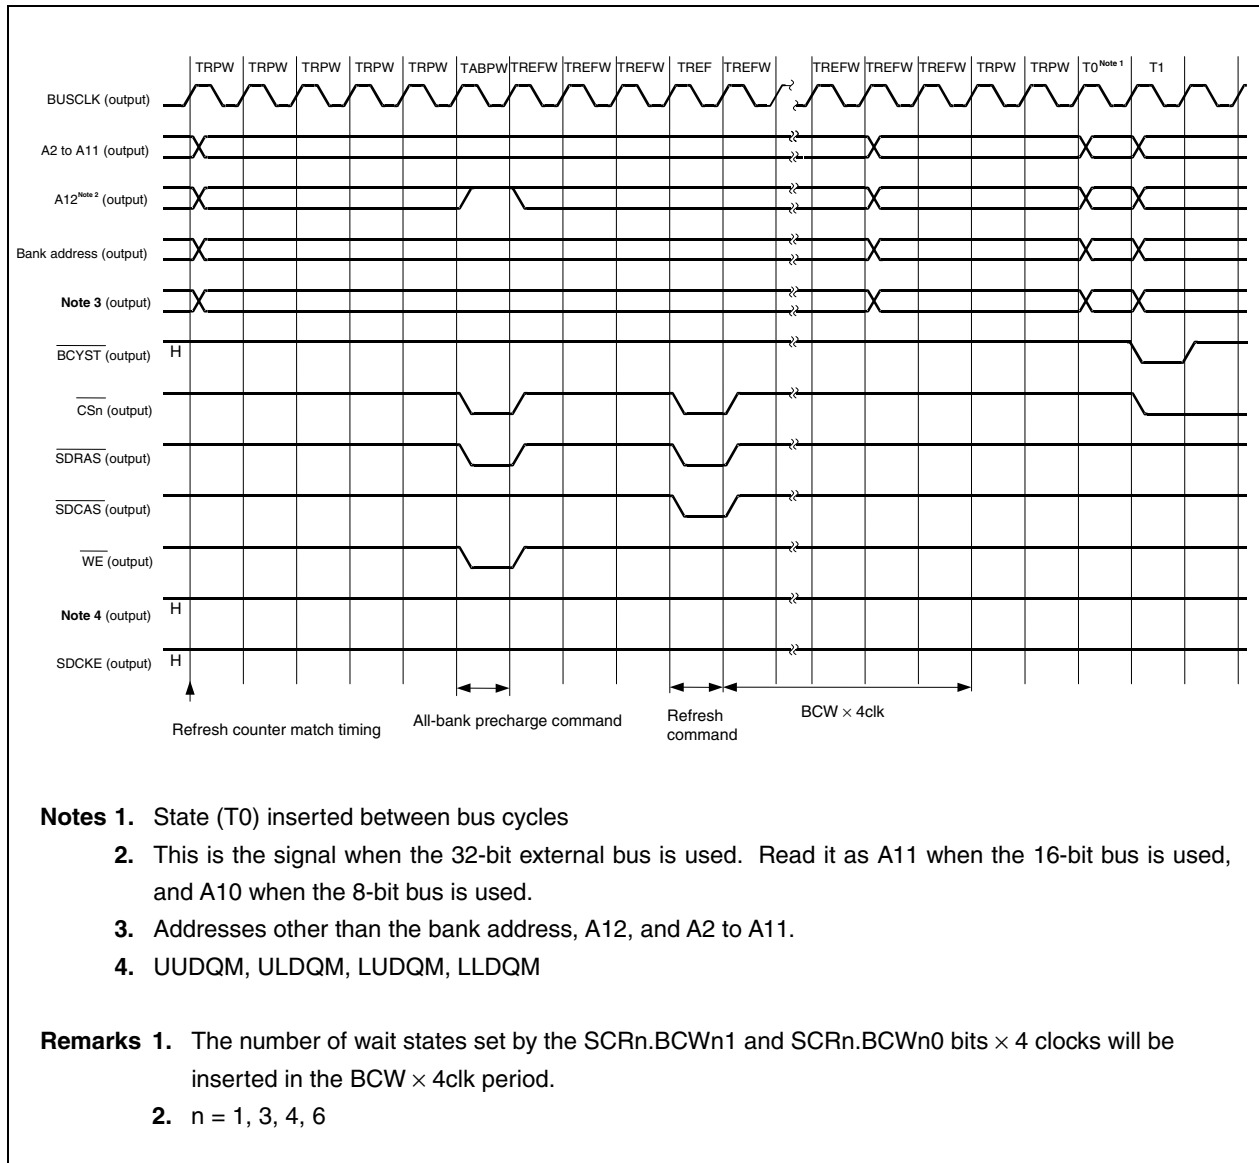 TRPW TRPW TRPW TRPW TRPW TABPW TREFW TREFW TREFW TREF TREFW TREFW TREFW TREFW TRPW TRPW T0 Note 1 T1
BUSCLK (output)
A2 to A11 (output)
A12 Note 2 (output)
Bank address (output)
Note 3 (output)
BCYST (output) H
CSn (output)
SDRAS (output)
SDCAS (output)
WE (output)
Note 4 (output) H
SDCKE (output) H
Refresh counter match timing
All-bank precharge command
Refresh
command
BCW × 4clk
Notes 1. State (T0) inserted between bus cycles
2. This is the signal when the 32-bit external bus is used. Read it as A11 when the 16-bit bus is used,
and A10 when the 8-bit bus is used.
3. Addresses other than the bank address, A12, and A2 to A11.
4. UUDQM, ULDQM, LUDQM, LLDQM
Remarks 1. The number of wait states set by the SCRn.BCWn1 and SCRn.BCWn0 bits × 4 clocks will be
inserted in the BCW × 4clk period.
2. n = 1, 3, 4, 6